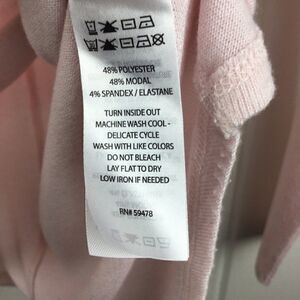 48% POLYESTER
48% MODAL
4% SPANDEX / ELASTANE
TURN INSIDE OUT
MACHINE WASH COOL -
DELICATE CYCLE
WASH WITH LIKE COLORS
DO NOT BLEACH
LAY FLAT TO DRY
LOW IRON IF NEEDED
RN# 59478